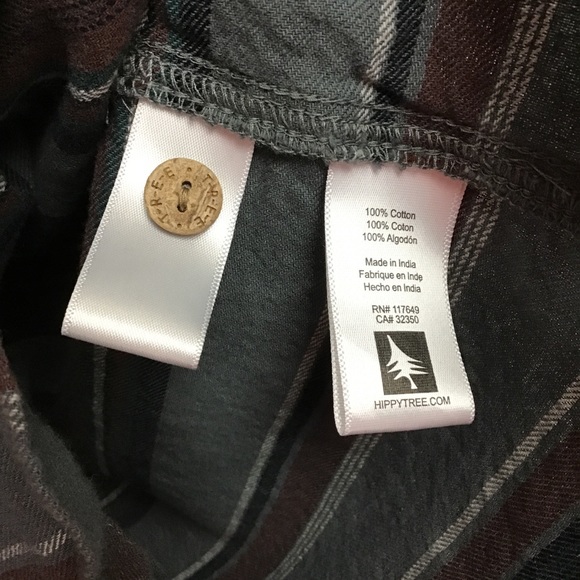 T-R-E-E
T-R-E-E
100% Cotton
100% Coton
100% Algodón
Made in India
Fabrique en Inde
Hecho en India
RN# 117649
CA# 32350
HIPPYTREE.COM